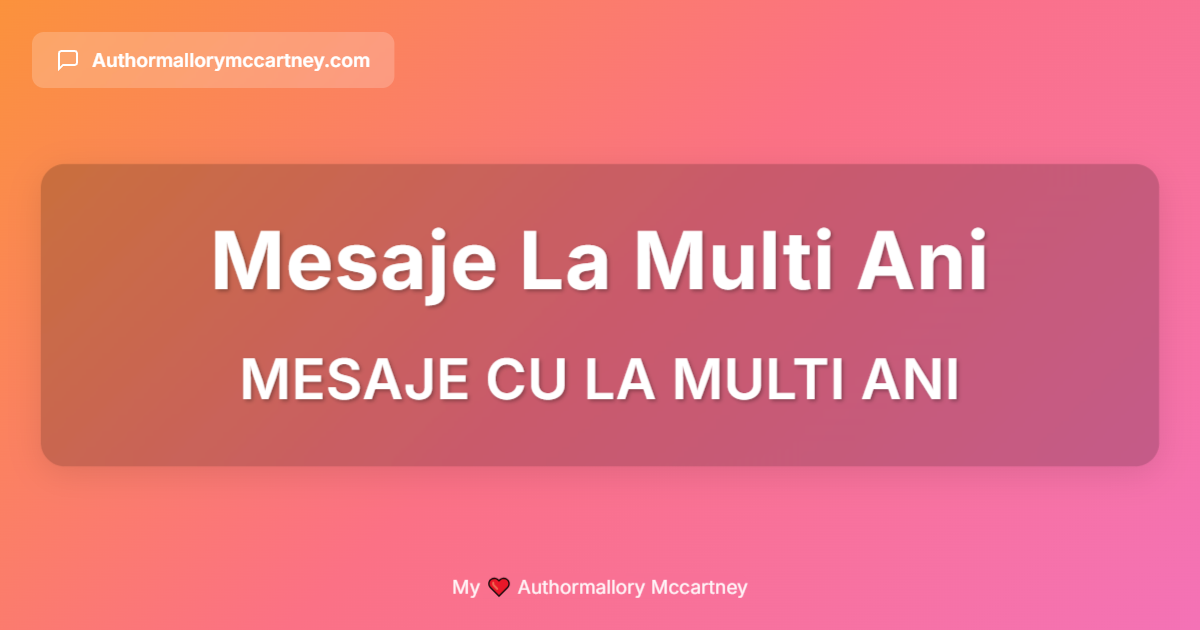 Authormallorymccartney.com
Mesaje La Multi Ani
MESAJE CU LA MULTI ANI
My ❤️ Authormallory Mccartney